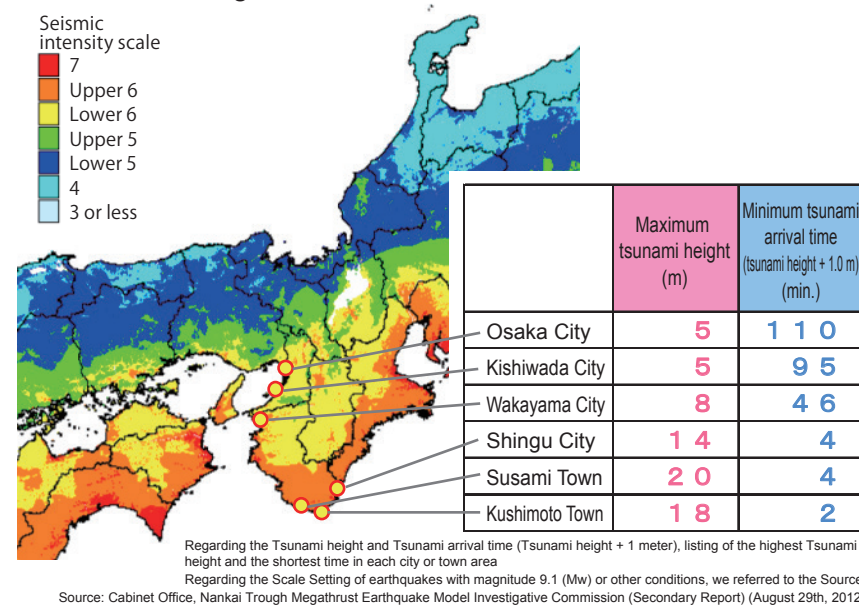 Seismic
intensity scale
7
Upper 6
Lower 6
Upper 5
Lower 5
4
3 or less
Maximum
tsunami height
(m)
Minimum tsunami
arrival time
(tsunami height + 1.0 m)
(min.)
Osaka City 5 110
Kishiwada City 5 95
Wakayama City 8 46
Shingu City 14 4
Susami Town 20 4
Kushimoto Town 18 2
Regarding the Tsunami height and Tsunami arrival time (Tsunami height + 1 meter), listing of the highest Tsunami
height and the shortest time in each city or town area
Regarding the Scale Setting of earthquakes with magnitude 9.1 (Mw) or other conditions, we referred to the Source
Source: Cabinet Office, Nankai Trough Megathrust Earthquake Model Investigative Commission (Secondary Report) (August 29th, 2012